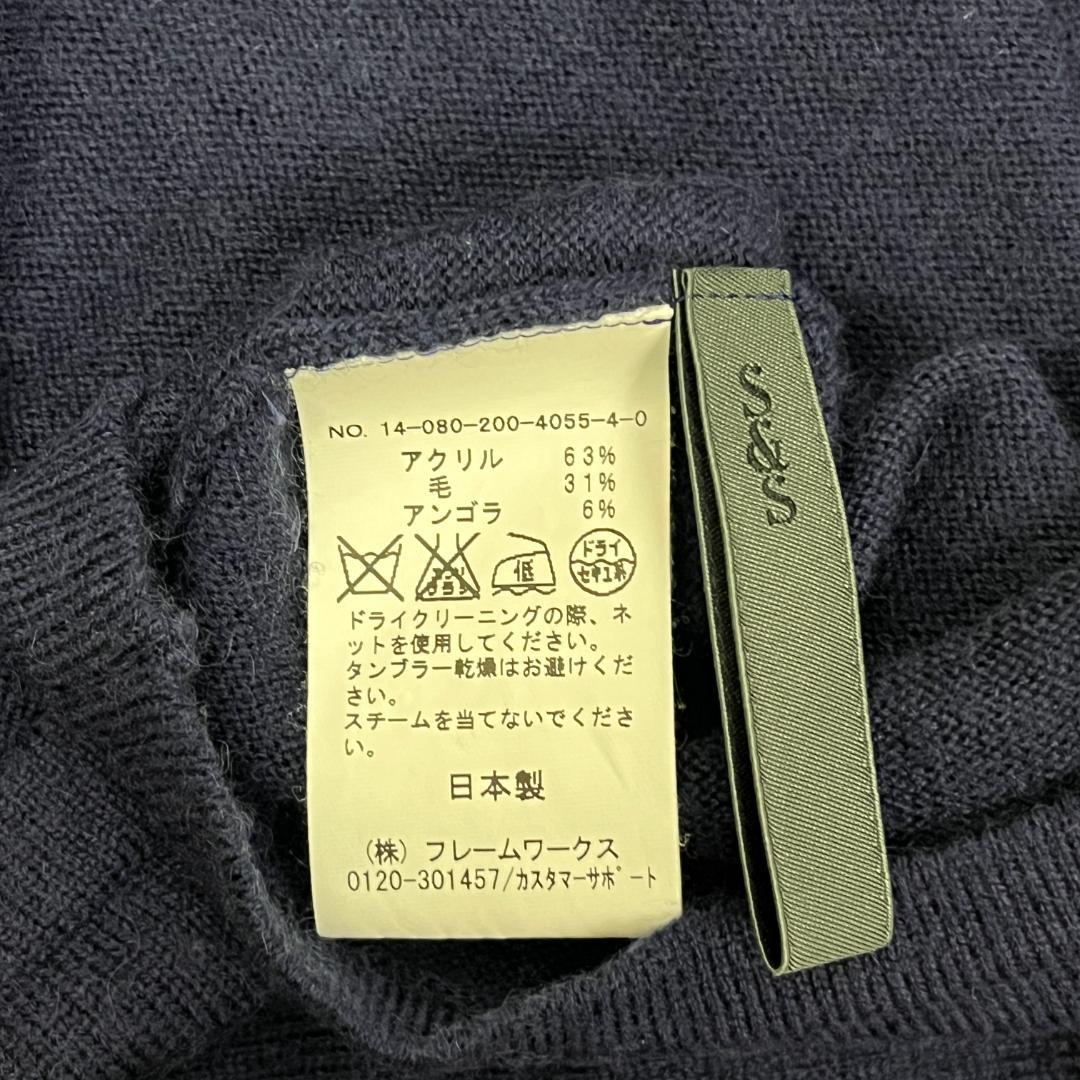 NO. 14-080-200-4055-4-0
アクリル 63%
毛 31%
アンゴラ 6%
低
ドライ
セキユ系
ドライクリーニングの際、ネ
ットを使用してください。
タンブラー乾燥はお避けくだ
さい。
スチームを当てないでくださ
い。
日本製
(株) フレームワークス
0120-301457/カスタマーサポート
S&S